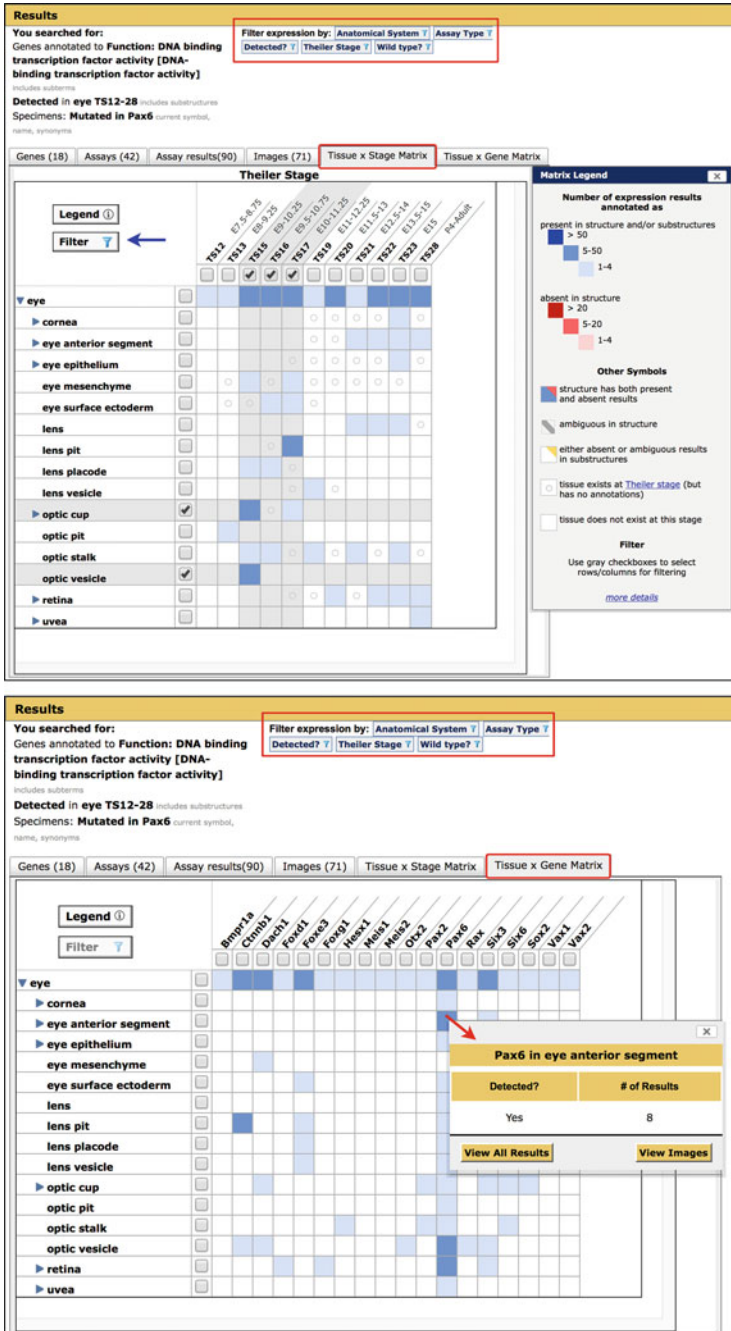 Results
You searched for:
Genes annotated to Function: DNA binding
transcription factor activity [DNA-
binding transcription factor activity]
includes subterms
Detected in eye TS12-28 includes substructures
Specimens: Mutated in Pax6 current symbol,
name, synonyms
Filter expression by: Anatomical System Assay Type
Detected? Theiler Stage Wild type?
Genes (18) Assays (42) Assay results(90) Images (71) Tissue x Stage Matrix Tissue x Gene Matrix
Theiler Stage
Legend
Filter
TS12 E7.5-8.75
TS13 E8-9.25
TS15 E9-10.25
TS16 E9.5-10.75
TS17 E10-11.25
TS19 E11-12.25
TS20 E11.5-13
TS21 E12.5-14
TS22 E13.5-15
TS23 E15
TS28 P4-Adult
eye
cornea
eye anterior segment
eye epithelium
eye mesenchyme
eye surface ectoderm
lens
lens pit
lens placode
lens vesicle
optic cup
optic pit
optic stalk
optic vesicle
retina
uvea
Matrix Legend X
Number of expression results
annotated as
present in structure and/or substructures
> 50
5-50
1-4
absent in structure
> 20
5-20
1-4
Other Symbols
structure has both present
and absent results
ambiguous in structure
either absent or ambiguous results
in substructures
tissue exists at Theiler stage (but
has no annotations)
tissue does not exist at this stage
Filter
Use gray checkboxes to select
rows/columns for filtering
more details
Results
You searched for:
Genes annotated to Function: DNA binding
transcription factor activity [DNA-
binding transcription factor activity]
includes subterms
Detected in eye TS12-28 includes substructures
Specimens: Mutated in Pax6 current symbol,
name, synonyms
Filter expression by: Anatomical System Assay Type
Detected? Theiler Stage Wild type?
Genes (18) Assays (42) Assay results(90) Images (71) Tissue x Stage Matrix Tissue x Gene Matrix
Legend
Filter
Bmpr1a
Ctnnb1
Dach1
Foxd1
Foxe3
Foxg1
Hesx1
Meis1
Meis2
Otx2
Pax2
Pax6
Rax
Six3
Six6
Sox2
Vax1
Vax2
eye
cornea
eye anterior segment
eye epithelium
eye mesenchyme
eye surface ectoderm
lens
lens pit
lens placode
lens vesicle
optic cup
optic pit
optic stalk
optic vesicle
retina
uvea
X
Pax6 in eye anterior segment
Detected? # of Results
Yes 8
View All Results View Images